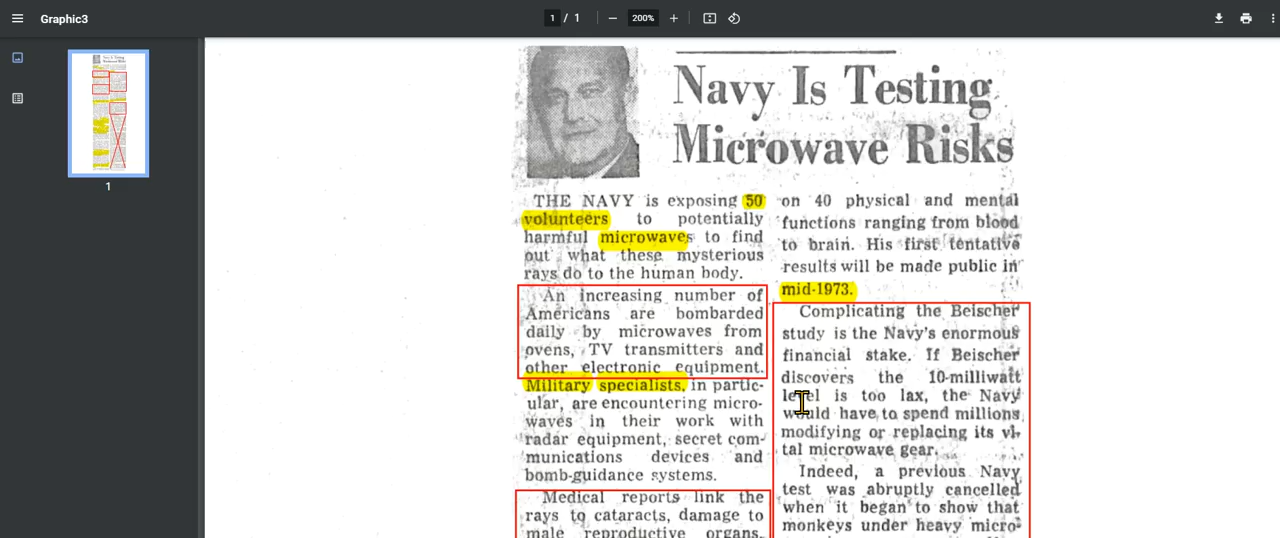 Graphic3
1 / 1
200%
1
Navy Is Testing
Microwave Risks
THE NAVY is exposing 50
volunteers to potentially
harmful microwaves to find
out what these mysterious
rays do to the human body.
An increasing number of
Americans are bombarded
daily by microwaves from
ovens, TV transmitters and
other electronic equipment.
Military specialists, in partic-
ular, are encountering micro-
waves in their work with
radar equipment, secret com-
munications devices and
bomb-guidance systems.
Medical reports link the
rays to cataracts, damage to
male reproductive organs,
on 40 physical and mental
functions ranging from blood
to brain. His first tentative
results will be made public in
mid-1973.
Complicating the Beischer
study is the Navy's enormous
financial stake. If Beischer
discovers the 10-milliwatt
level is too lax, the Navy
would have to spend millions
modifying or replacing its vi-
tal microwave gear.
Indeed, a previous Navy
test was abruptly cancelled
when it began to show that
monkeys under heavy micro-